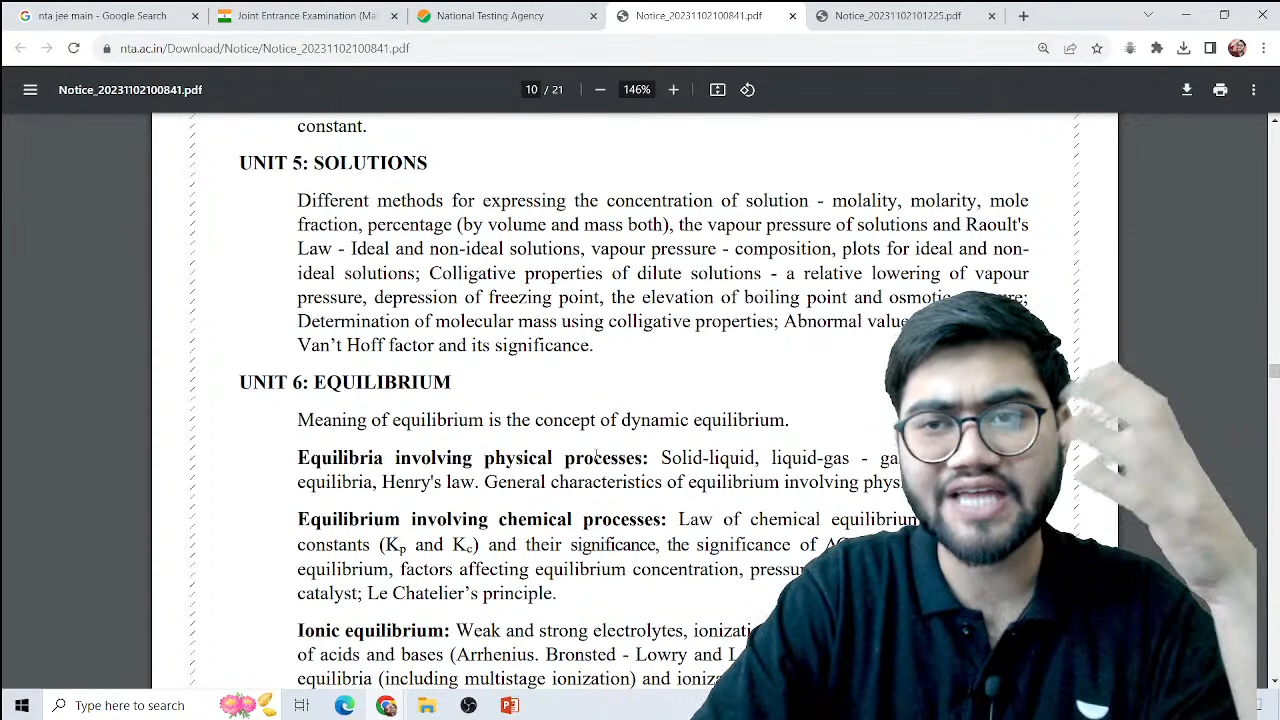 nta jee main - Google Search
Joint Entrance Examination (Mai
National Testing Agency
Notice_20231102100841.pdf
Notice_20231102101225.pdf
nta.ac.in/Download/Notice/Notice_20231102100841.pdf
Notice_20231102100841.pdf
10 / 21
146%
constant.
UNIT 5: SOLUTIONS
Different methods for expressing the concentration of solution - molality, molarity, mole
fraction, percentage (by volume and mass both), the vapour pressure of solutions and Raoult's
Law - Ideal and non-ideal solutions, vapour pressure - composition, plots for ideal and non-
ideal solutions; Colligative properties of dilute solutions - a relative lowering of vapour
pressure, depression of freezing point, the elevation of boiling point and osmotic
Determination of molecular mass using colligative properties; Abnormal value
Van't Hoff factor and its significance.
UNIT 6: EQUILIBRIUM
Meaning of equilibrium is the concept of dynamic equilibrium.
Equilibria involving physical processes: Solid-liquid, liquid-gas -
equilibria, Henry's law. General characteristics of equilibrium involving
Equilibrium involving chemical processes: Law of chemical equilibrium
constants (Kp and Kc) and their significance, the significance of
equilibrium, factors affecting equilibrium concentration,
catalyst; Le Chatelier's principle.
Ionic equilibrium: Weak and strong electrolytes,
of acids and bases (Arrhenius. Bronsted - Lowry and
equilibria (including multistage ionization) and
Type here to search